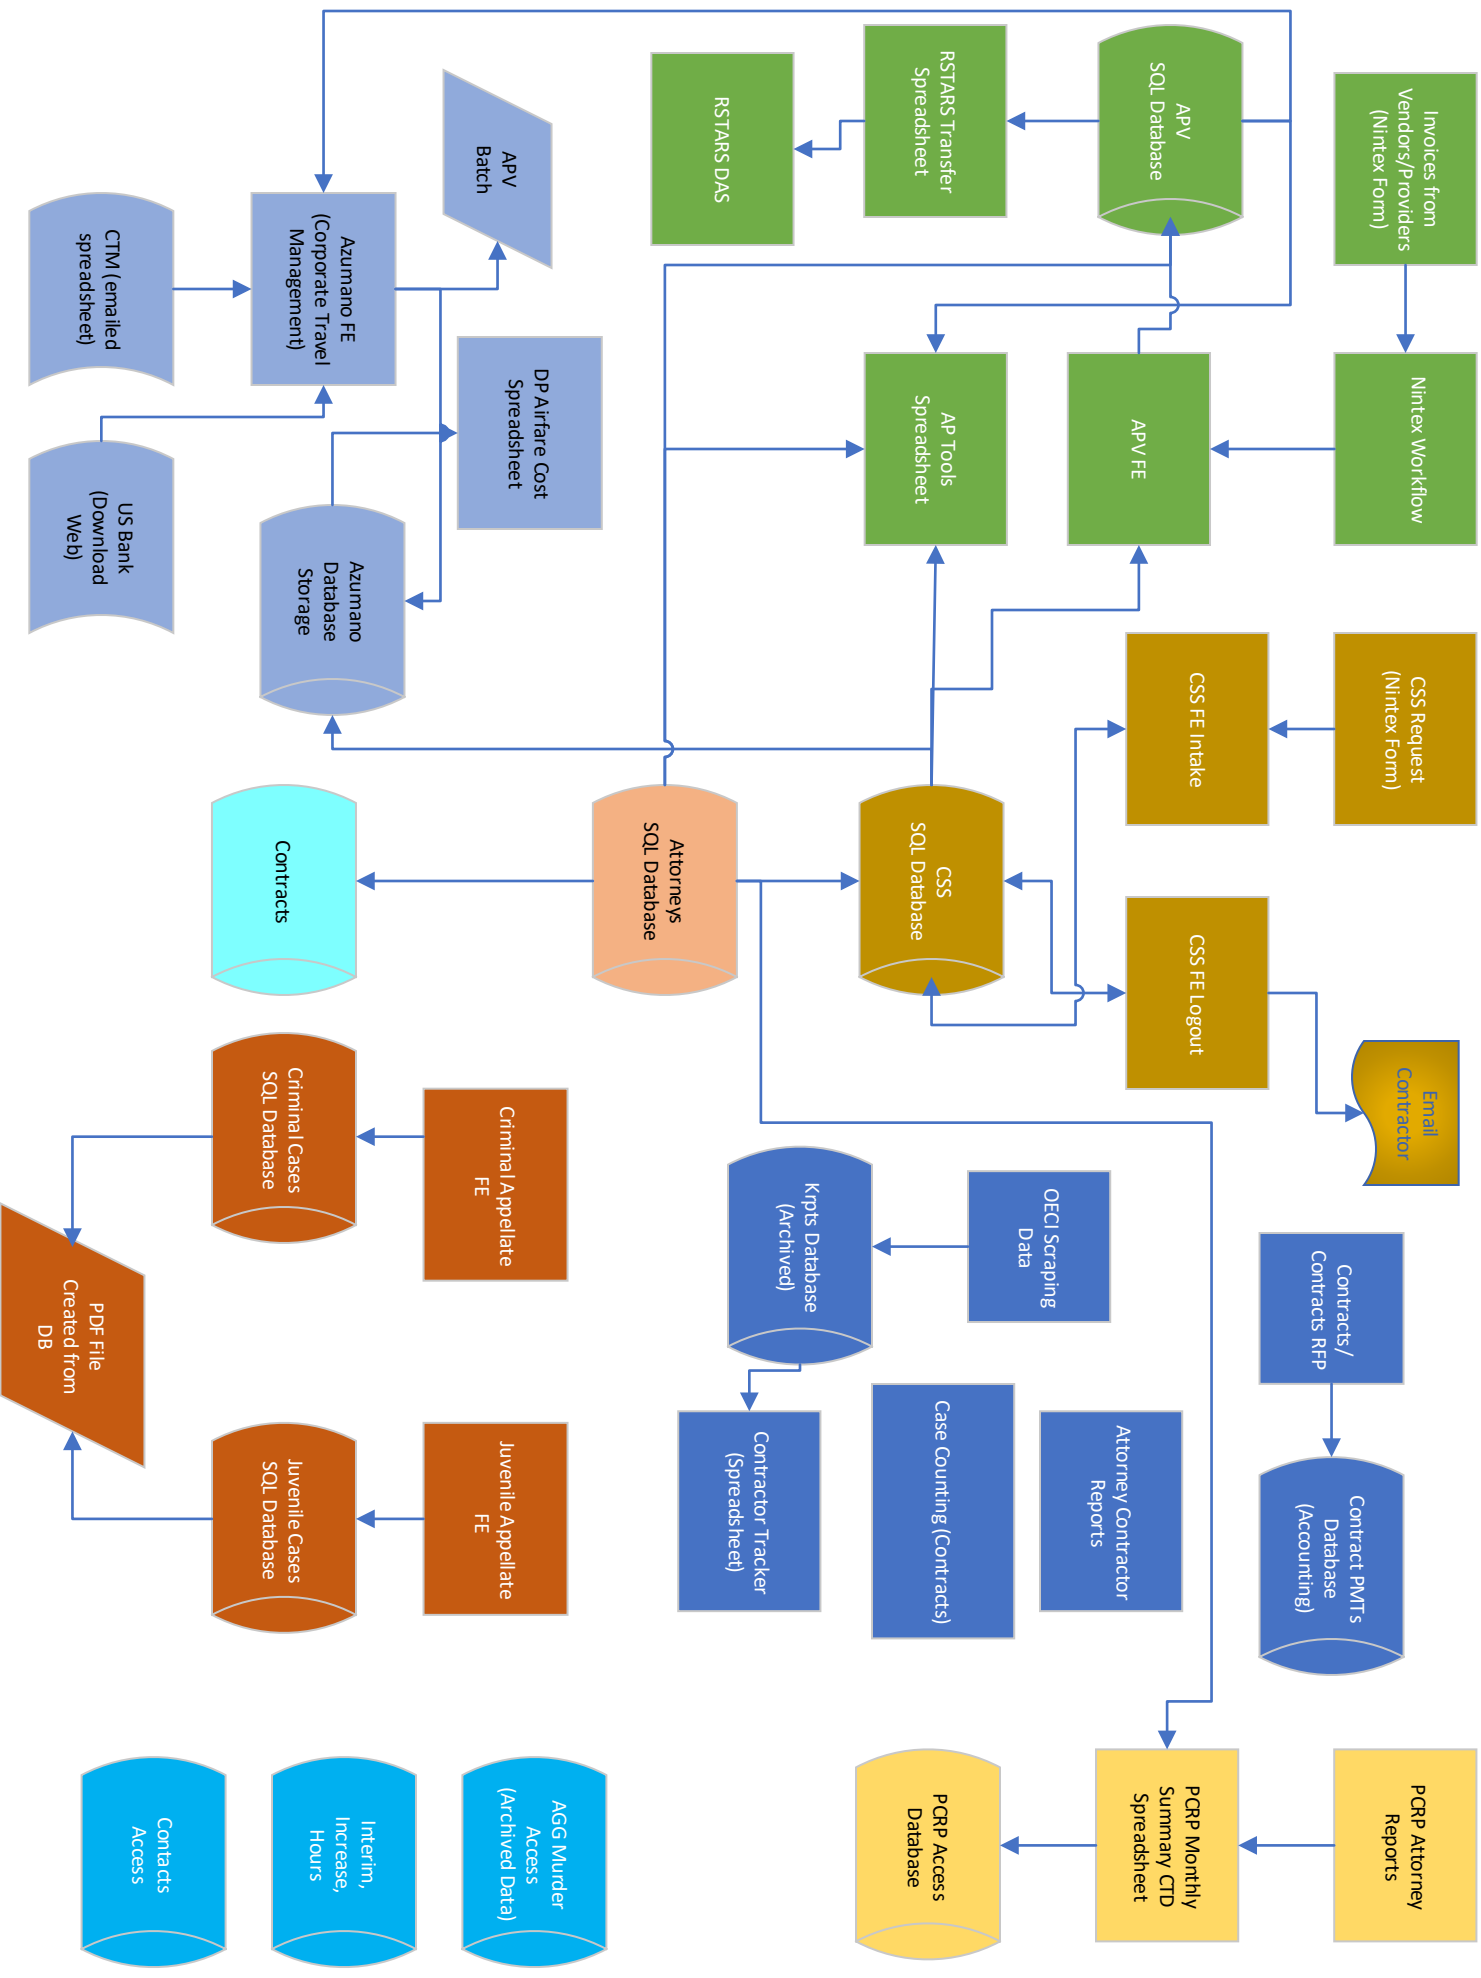 Invoices from
Vendors/Providers
(Nintex Form)
Nintex Workflow
CSS Request
(Nintex Form)
Email
Contractor
Contracts/
Contracts RFP
Contract PMTs
Database
(Accounting)
PCRP Attorney
Reports
APV
SQL Database
APV FE
CSS FE Intake
CSS FE Logout
Attorney Contractor
Reports
PCRP Monthly
Summary CTD
Spreadsheet
RSTARS Transfer
Spreadsheet
AP Tools
Spreadsheet
CSS
SQL Database
OECI Scraping
Data
Case Counting (Contracts)
PCRP Access
Database
RSTARS DAS
Attorneys
SQL Database
Krpts Database
(Archived)
Contractor Tracker
(Spreadsheet)
APV
Batch
DP Airfare Cost
Spreadsheet
Criminal Appellate
FE
Juvenile Appellate
FE
AGG Murder
Access
(Archived Data)
Azumano FE
(Corporate Travel
Management)
Azumano
Database
Storage
Contracts
Criminal Cases
SQL Database
Juvenile Cases
SQL Database
Interim,
Increase,
Hours
CTM (emailed
spreadsheet)
US Bank
(Download
Web)
PDF File
Created from
DB
Contacts
Access